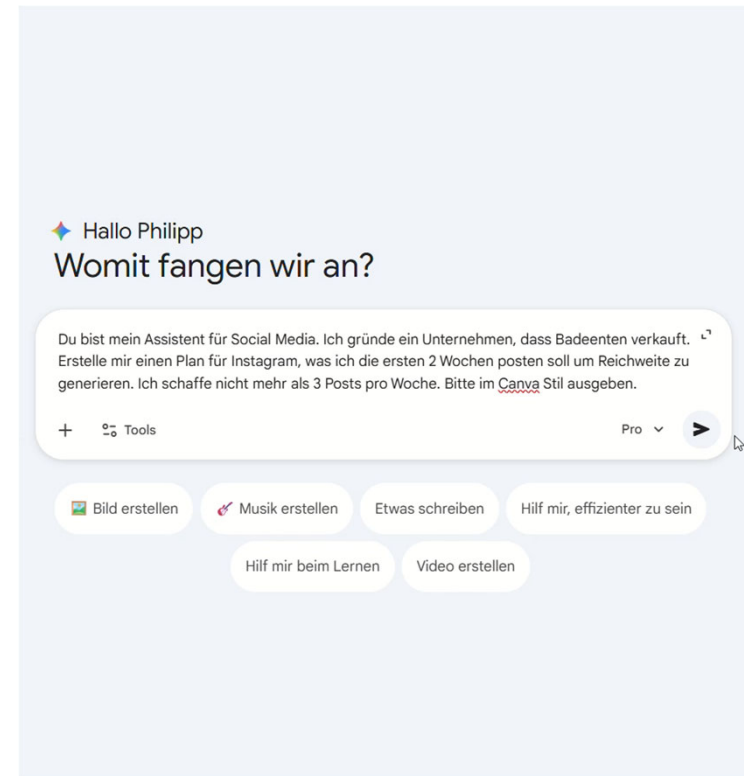 Hallo Philipp
Womit fangen wir an?
Du bist mein Assistent für Social Media. Ich gründe ein Unternehmen, dass Badeenten verkauft.
Erstelle mir einen Plan für Instagram, was ich die ersten 2 Wochen posten soll um Reichweite zu
generieren. Ich schaffe nicht mehr als 3 Posts pro Woche. Bitte im Canva Stil ausgeben.
Tools
Pro
Bild erstellen
Musik erstellen
Etwas schreiben
Hilf mir, effizienter zu sein
Hilf mir beim Lernen
Video erstellen